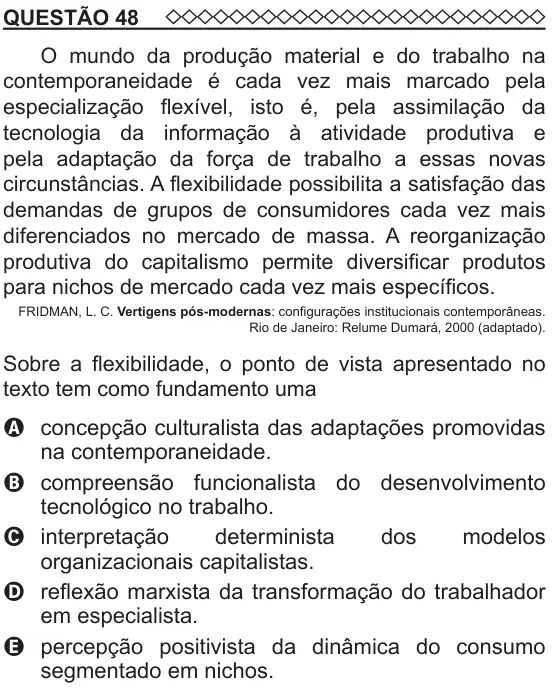 QUESTÃO 48
O mundo da produção material e do trabalho na
contemporaneidade é cada vez mais marcado pela
especialização flexível, isto é, pela assimilação da
tecnologia da informação à atividade produtiva e
pela adaptação da força de trabalho a essas novas
circunstâncias. A flexibilidade possibilita a satisfação das
demandas de grupos de consumidores cada vez mais
diferenciados no mercado de massa. A reorganização
produtiva do capitalismo permite diversificar produtos
para nichos de mercado cada vez mais específicos.
FRIDMAN, L. C. Vertigens pós-modernas: configurações institucionais contemporâneas.
Rio de Janeiro: Relume Dumará, 2000 (adaptado).
Sobre a flexibilidade, o ponto de vista apresentado no
texto tem como fundamento uma
A concepção culturalista das adaptações promovidas
na contemporaneidade.
B compreensão funcionalista do desenvolvimento
tecnológico no trabalho.
C interpretação determinista dos modelos
organizacionais capitalistas.
D reflexão marxista da transformação do trabalhador
em especialista.
E percepção positivista da dinâmica do consumo
segmentado em nichos.